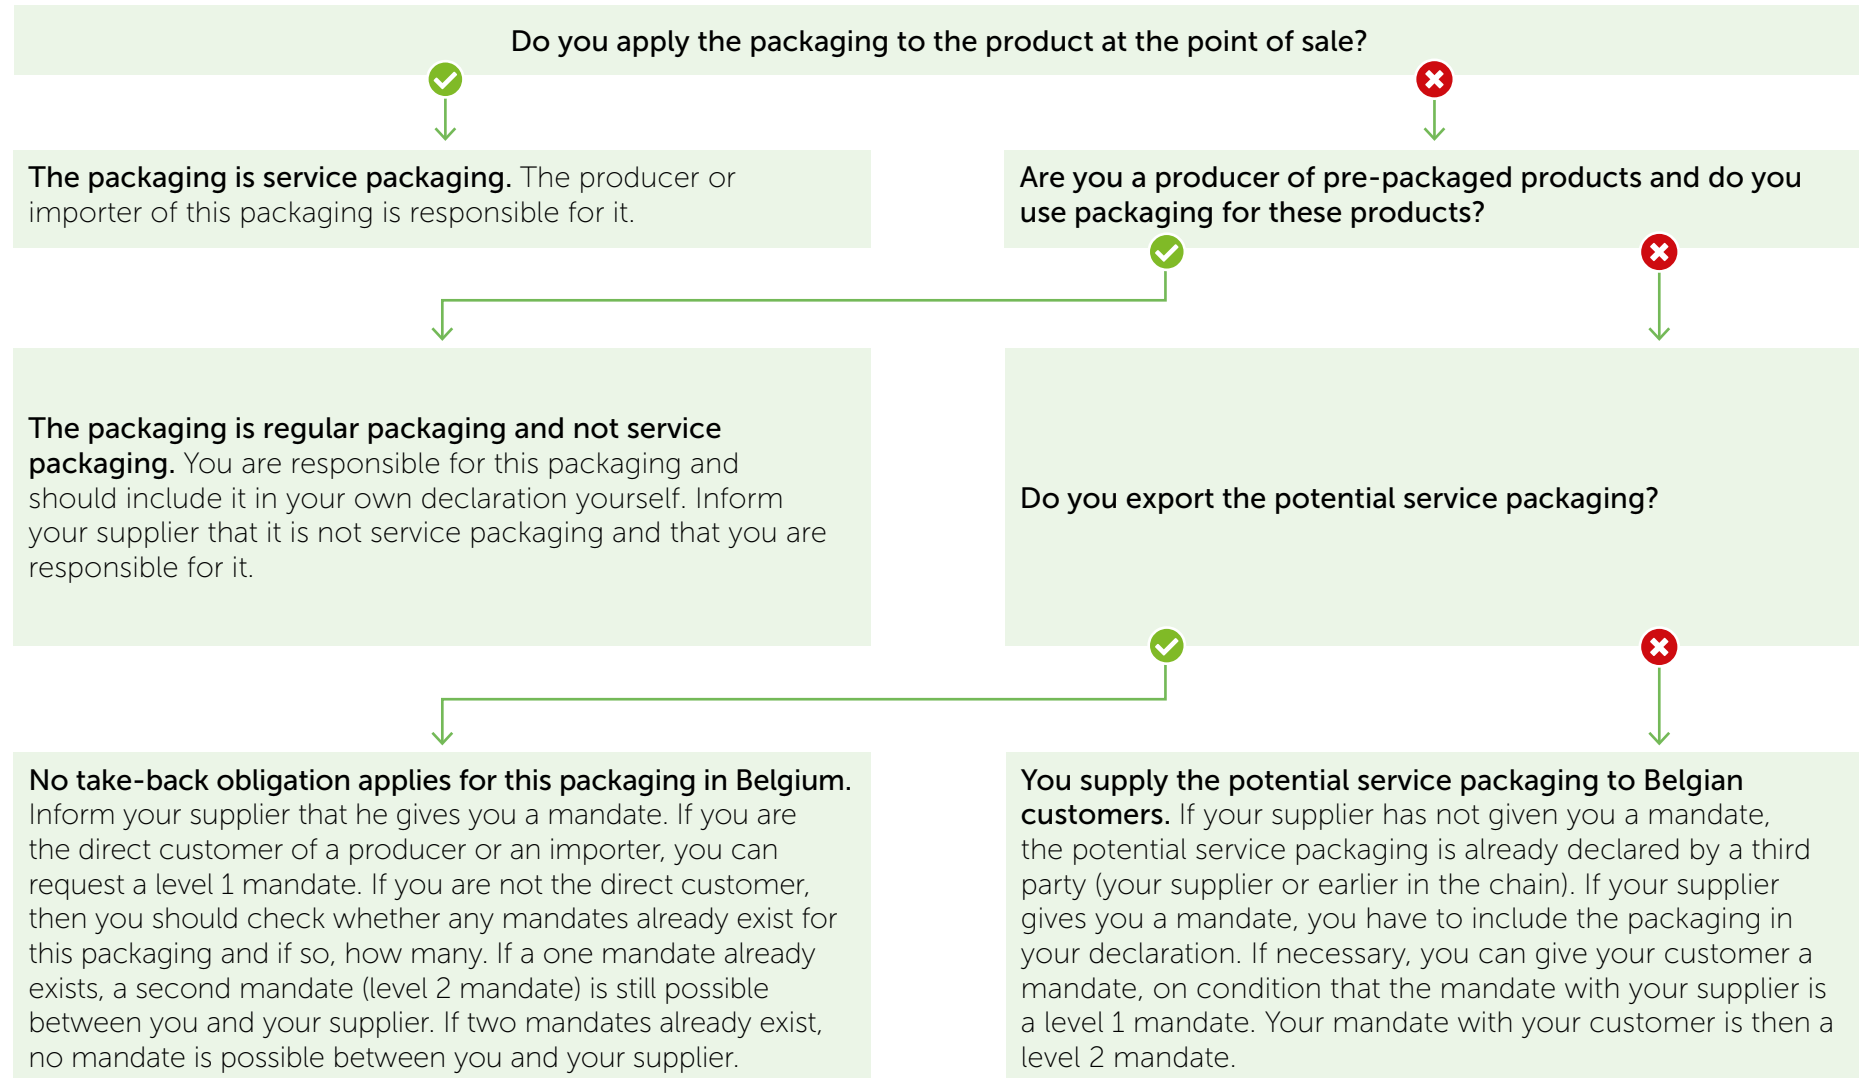 Do you apply the packaging to the product at the point of sale?
The packaging is service packaging. The producer or
importer of this packaging is responsible for it.
Are you a producer of pre-packaged products and do you
use packaging for these products?
The packaging is regular packaging and not service
packaging. You are responsible for this packaging and
should include it in your own declaration yourself. Inform
your supplier that it is not service packaging and that you are
responsible for it.
Do you export the potential service packaging?
No take-back obligation applies for this packaging in Belgium.
Inform your supplier that he gives you a mandate. If you are
the direct customer of a producer or an importer, you can
request a level 1 mandate. If you are not the direct customer,
then you should check whether any mandates already exist for
this packaging and if so, how many. If a one mandate already
exists, a second mandate (level 2 mandate) is still possible
between you and your supplier. If two mandates already exist,
no mandate is possible between you and your supplier.
You supply the potential service packaging to Belgian
customers. If your supplier has not given you a mandate,
the potential service packaging is already declared by a third
party (your supplier or earlier in the chain). If your supplier
gives you a mandate, you have to include the packaging in
your declaration. If necessary, you can give your customer a
mandate, on condition that the mandate with your supplier is
a level 1 mandate. Your mandate with your customer is then a
level 2 mandate.